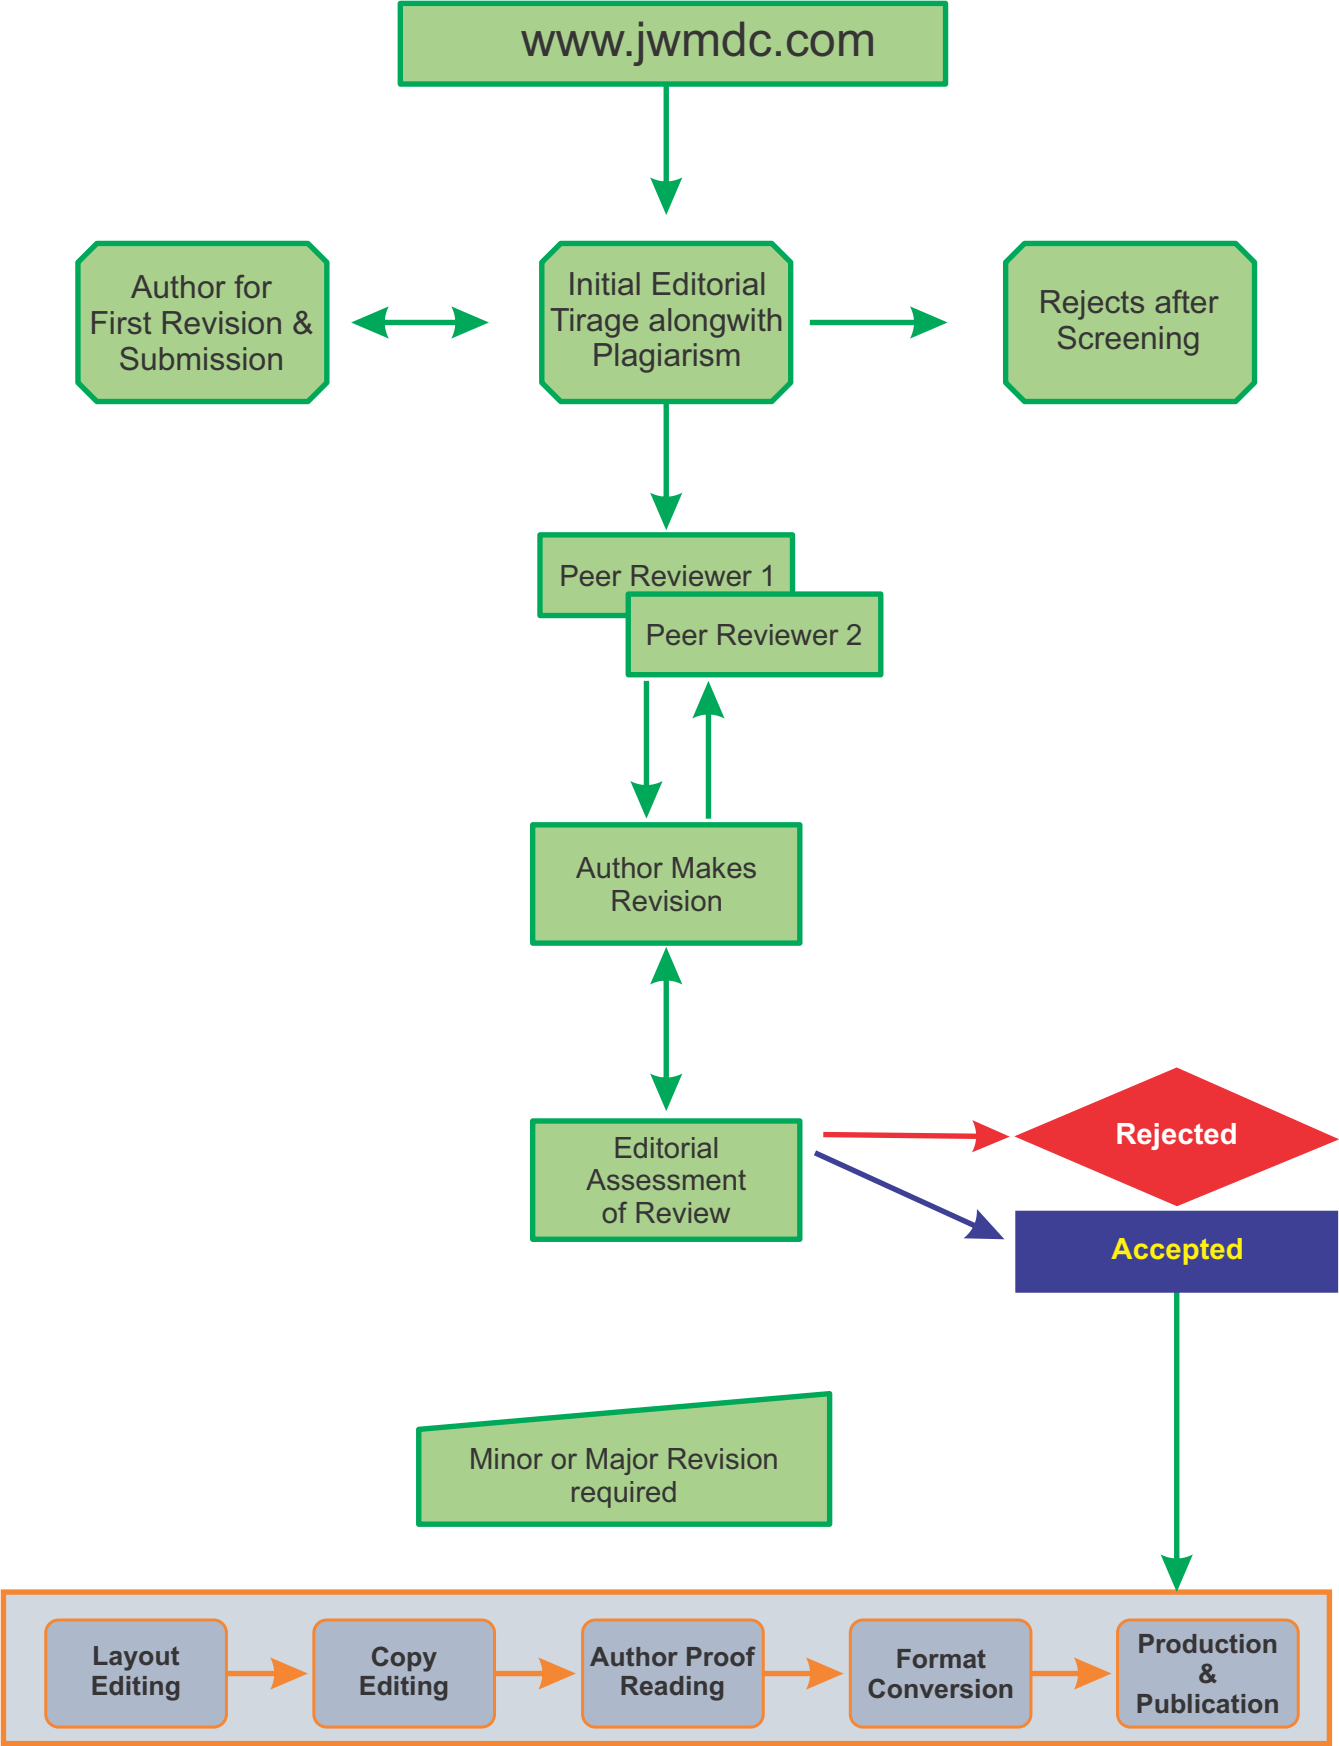 www.jwmdc.com
Author for
First Revision &
Submission
Initial Editorial
Tirage alongwith
Plagiarism
Rejects after
Screening
Peer Reviewer 1
Peer Reviewer 2
Author Makes
Revision
Editorial
Assessment
of Review
Rejected
Accepted
Minor or Major Revision
required
Layout
Editing
Copy
Editing
Author Proof
Reading
Format
Conversion
Production
&
Publication